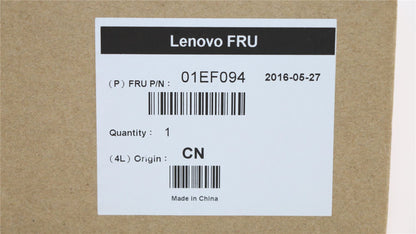 Lenovo FRU
(P) FRU P/N: 01EF094 2016-05-27
Quantity: 1
(4L) Origin: CN
Made in China